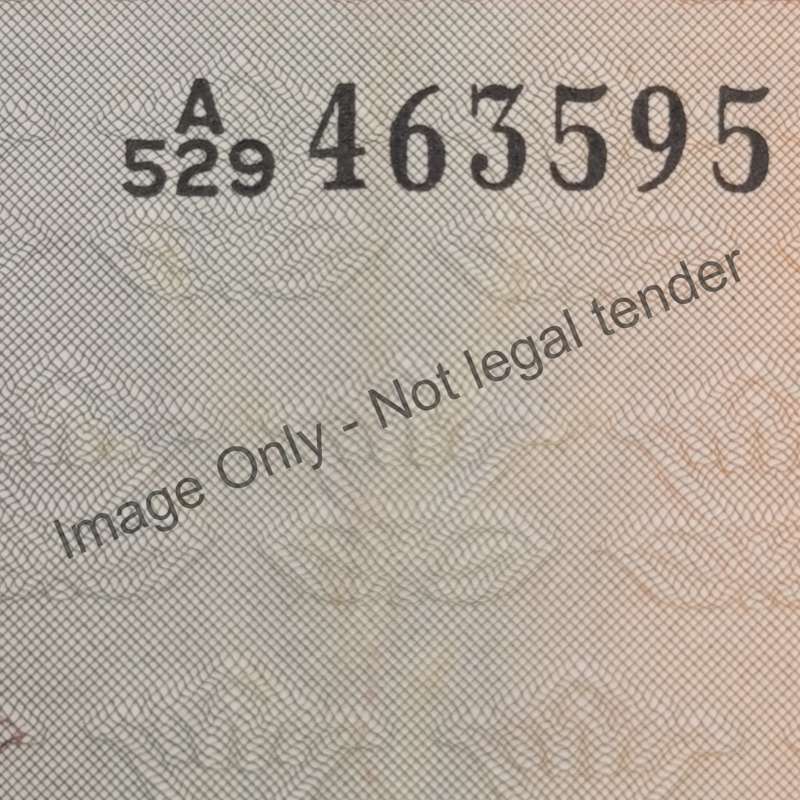 A
529 463595
Image Only - Not legal tender